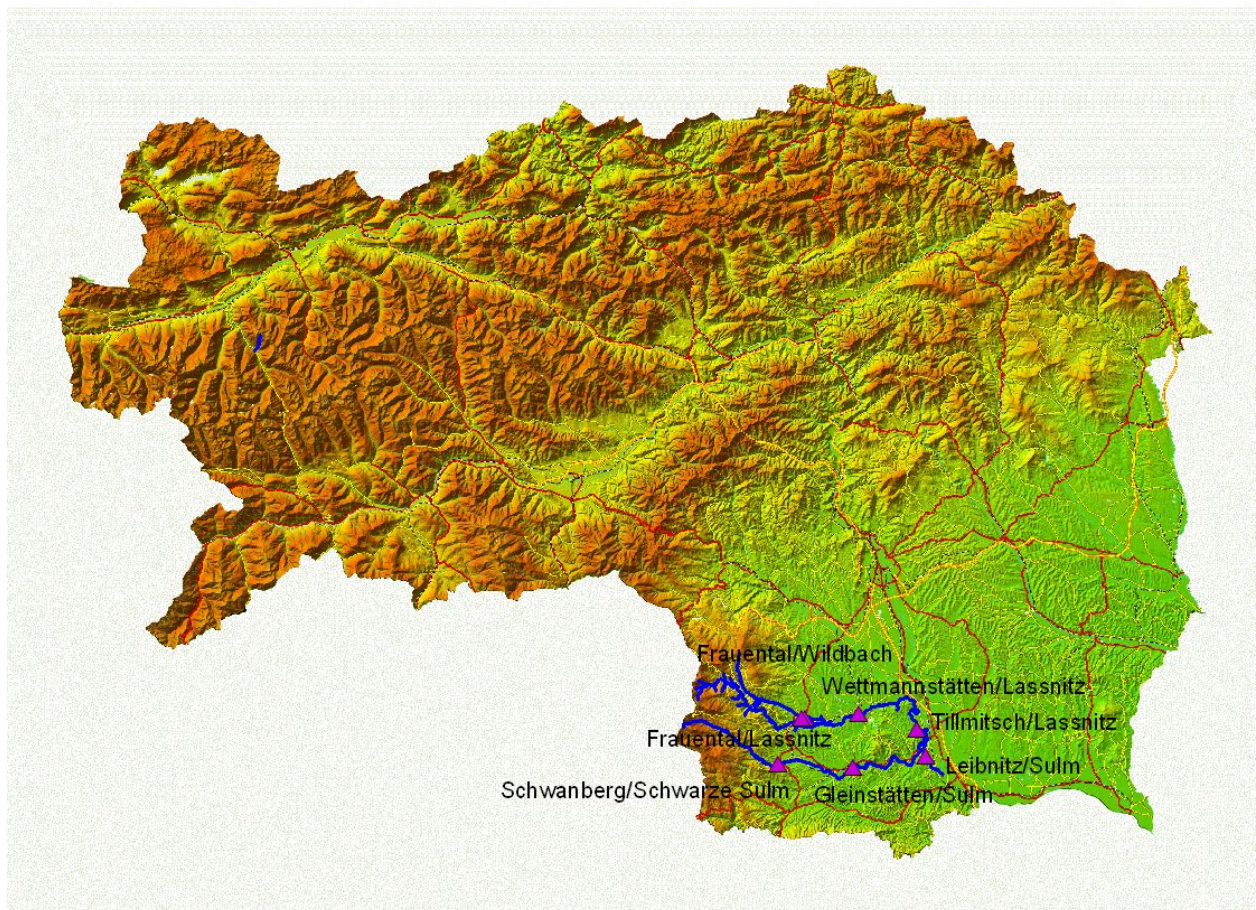 Frauental/Wildbach
Wettmannstätten/Lassnitz
Tillmitsch/Lassnitz
Frauental/Lassnitz
Leibnitz/Sulm
Schwanberg/Schwarze Sulm
Gleinstätten/Sulm